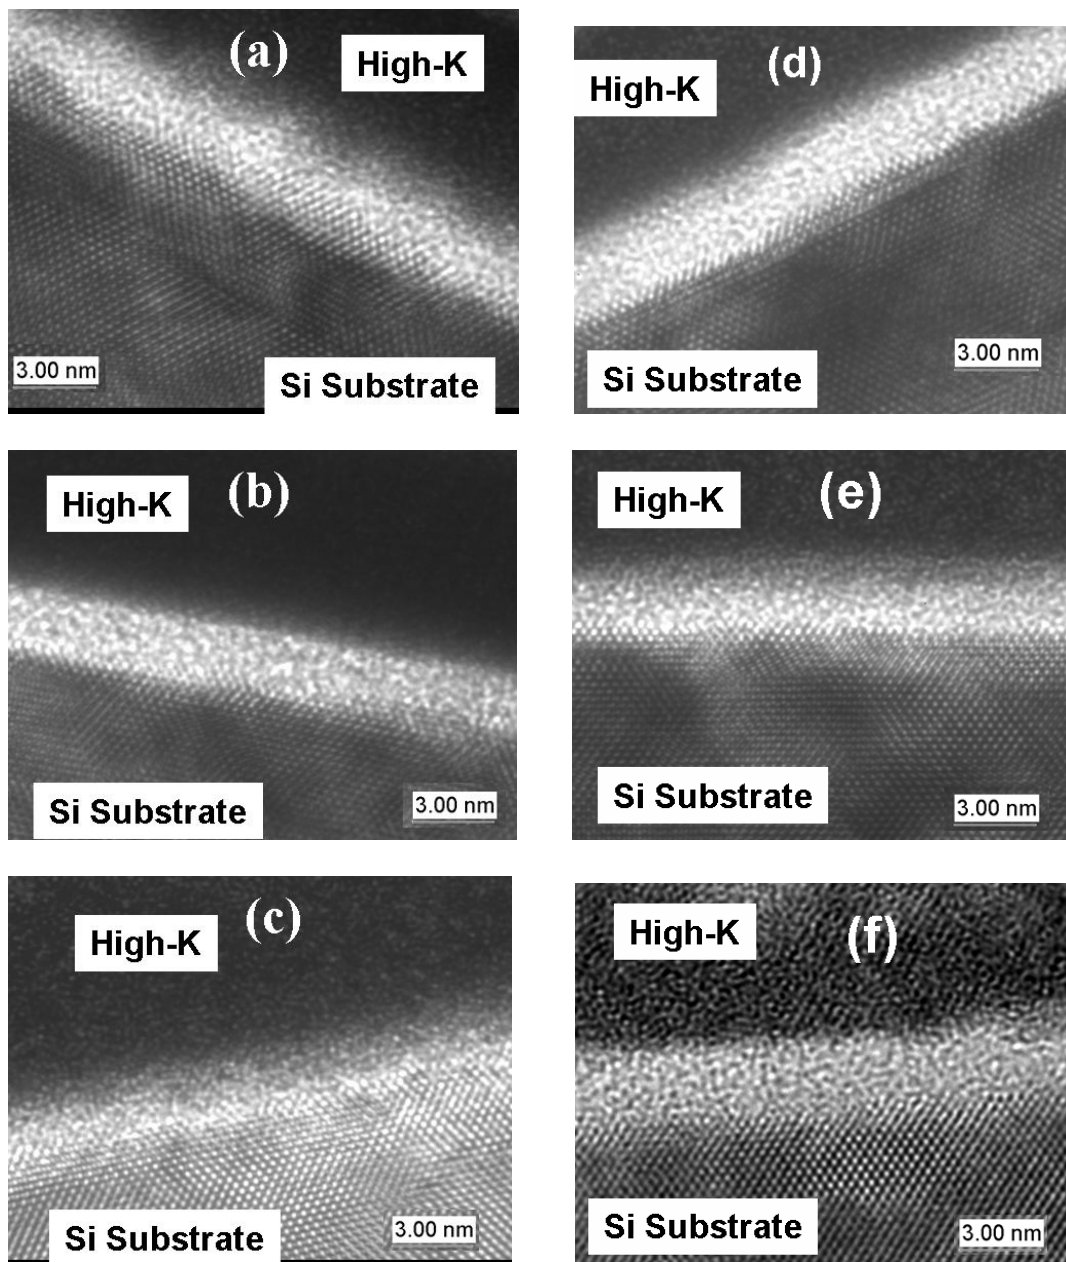 (a)
High-K
3.00 nm
Si Substrate
(d)
High-K
3.00 nm
Si Substrate
(b)
High-K
3.00 nm
Si Substrate
(e)
High-K
Si Substrate
3.00 nm
(c)
High-K
3.00 nm
Si Substrate
(f)
High-K
Si Substrate
3.00 nm